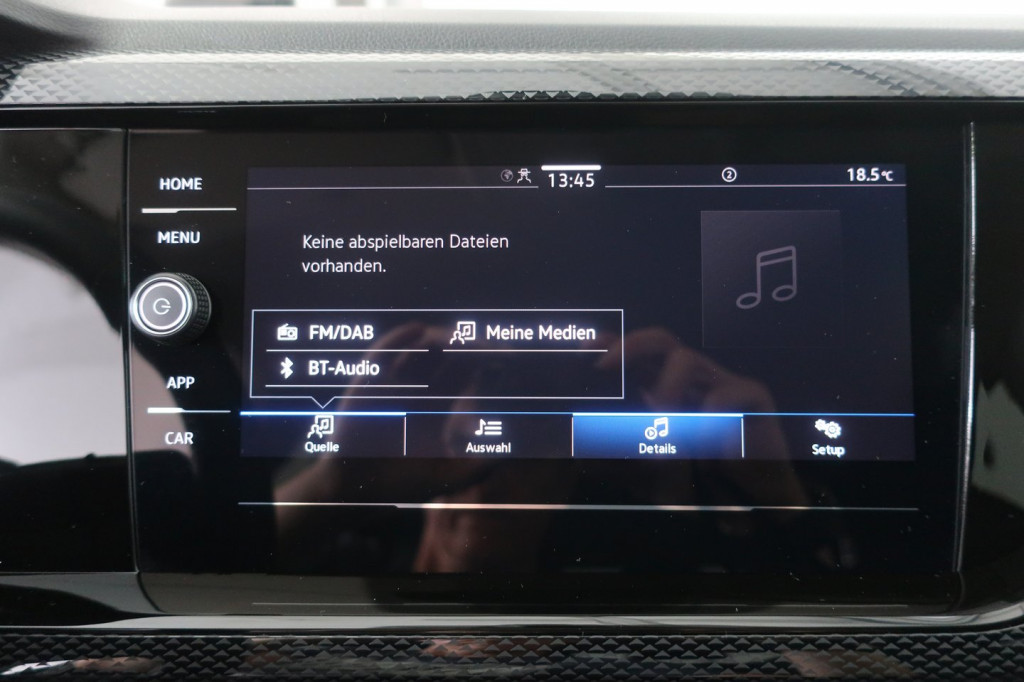 HOME
MENU
APP
CAR
13:45
2
18.5°C
Keine abspielbaren Dateien
vorhanden.
FM/DAB
Meine Medien
BT-Audio
Quelle
Auswahl
Details
Setup